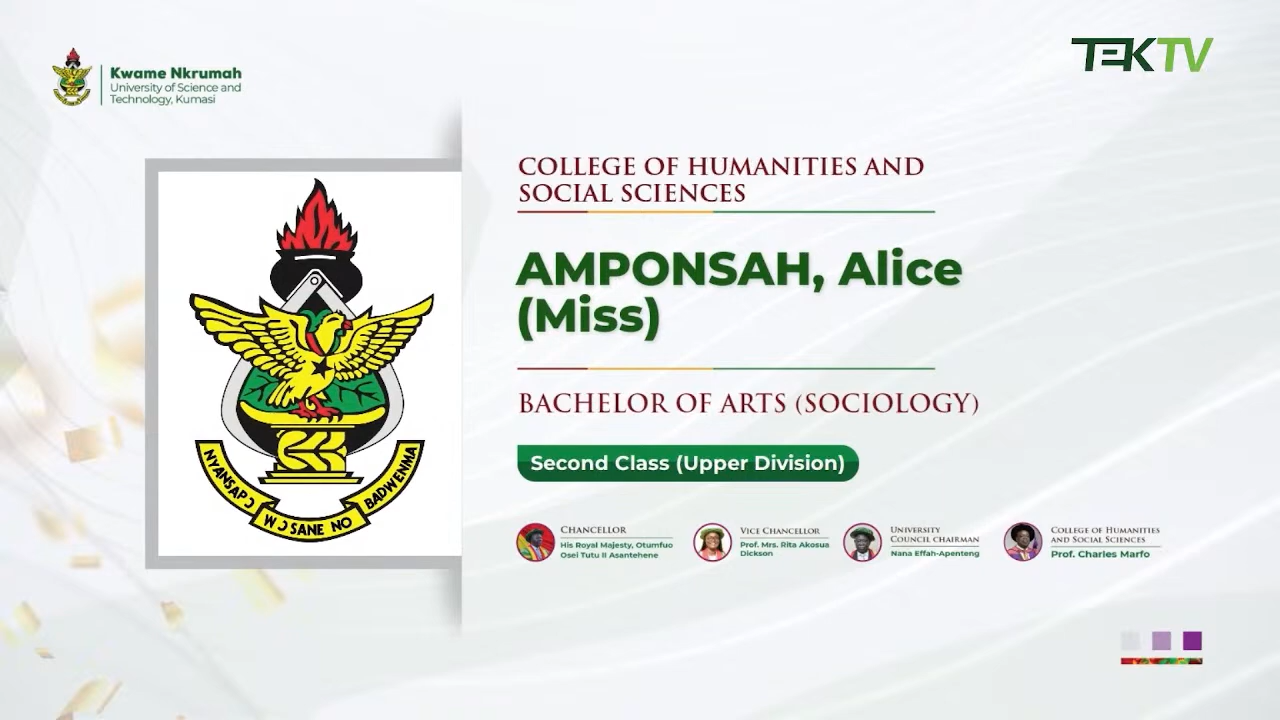 Kwame Nkrumah
University of Science and
Technology, Kumasi
TEKTV
COLLEGE OF HUMANITIES AND
SOCIAL SCIENCES
AMPONSAH, Alice
(Miss)
BACHELOR OF ARTS (SOCIOLOGY)
Second Class (Upper Division)
NYANSAPƆ WƆSANE NO BADWENMA
CHANCELLOR
His Royal Majesty, Otumfuo
Osei Tutu II Asantehene
VICE CHANCELLOR
Prof. Mrs. Rita Akosua
Dickson
UNIVERSITY
COUNCIL CHAIRMAN
Nana Effah-Apenteng
COLLEGE OF HUMANITIES
AND SOCIAL SCIENCES
Prof. Charles Marfo